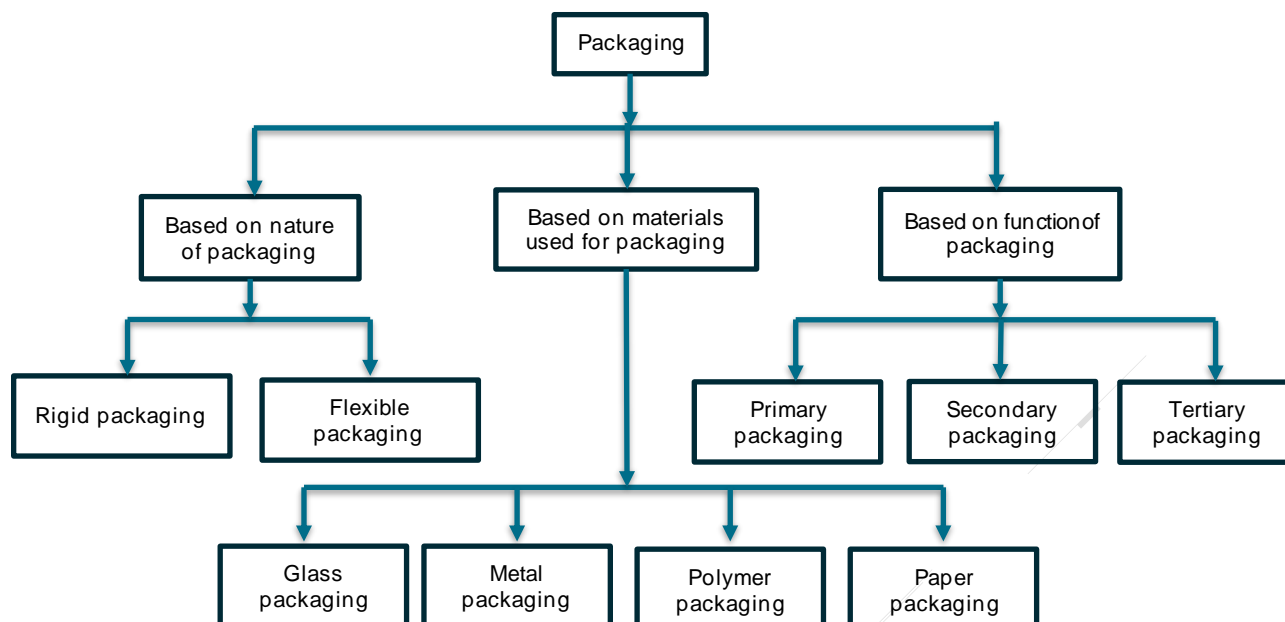 Packaging
Based on nature
of packaging
Based on materials
used for packaging
Based on functionof
packaging
Rigid packaging
Flexible
packaging
Primary
packaging
Secondary
packaging
Tertiary
packaging
Glass
packaging
Metal
packaging
Polymer
packaging
Paper
packaging